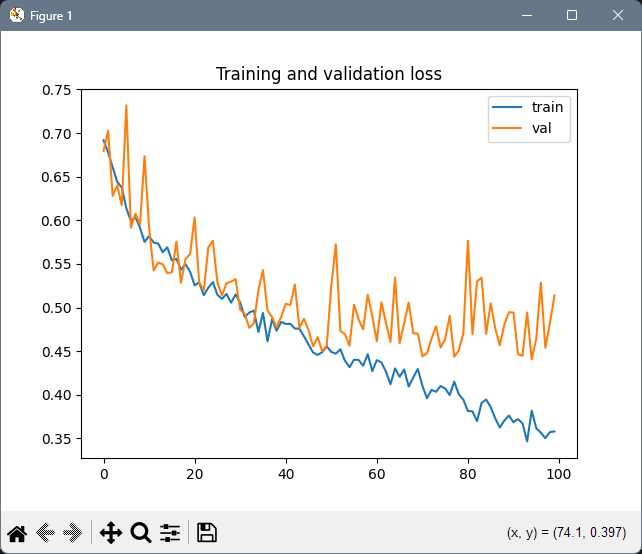 Figure 1
Training and validation loss
train
val
0.75
0.70
0.65
0.60
0.55
0.50
0.45
0.40
0.35
0 20 40 60 80 100
(x, y) = (74.1, 0.397)